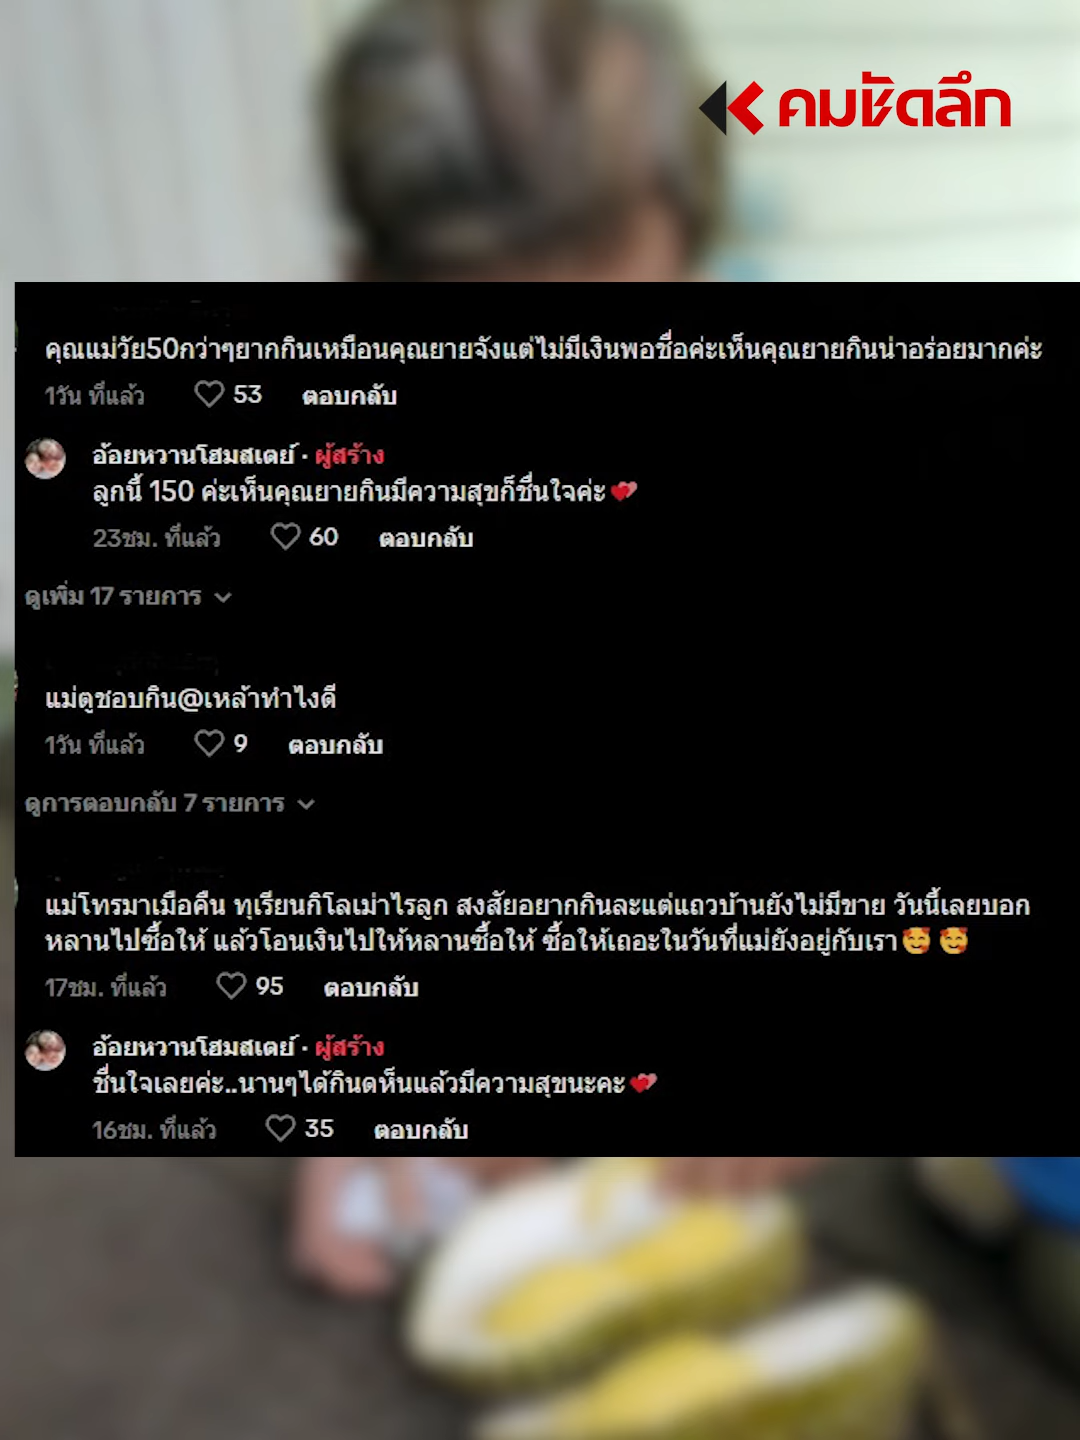 คมชัดลึก
คุณแม่วัย50กว่าๆยากกินเหมือนคุณยายจังแต่ไม่มีเงินพอชื่อค่ะเห็นคุณยายกินน่าอร่อยมากค่ะ
1วัน ที่แล้ว 53 ตอบกลับ
อ้อยหวานโฮมสเตย์ · ผู้สร้าง
ลูกนี้ 150 ค่ะเห็นคุณยายกินมีความสุขก็ชื่นใจค่ะ💕
23ชม. ที่แล้ว 60 ตอบกลับ
ดูเพิ่ม 17 รายการ
แม่ดูชอบกิน@เหล้าทำไงดี
1วัน ที่แล้ว 9 ตอบกลับ
ดูการตอบกลับ 7 รายการ
แม่โทรมาเมือคืน ทุเรียนกิโลเม่าไรลูก สงสัยอยากกินละแต่แถวบ้านยังไม่มีขาย วันนี้เลยบอก
หลานไปซื้อให้ แล้วโอนเงินไปให้หลานซื้อให้ ซื้อให้เถอะในวันที่แม่ยังอยู่กับเรา🥰 🥰
17ชม. ที่แล้ว 95 ตอบกลับ
อ้อยหวานโฮมสเตย์ · ผู้สร้าง
ชื่นใจเลยค่ะ..นานๆได้กินดห็นแล้วมีความสุขนะคะ💕
16ชม. ที่แล้ว 35 ตอบกลับ